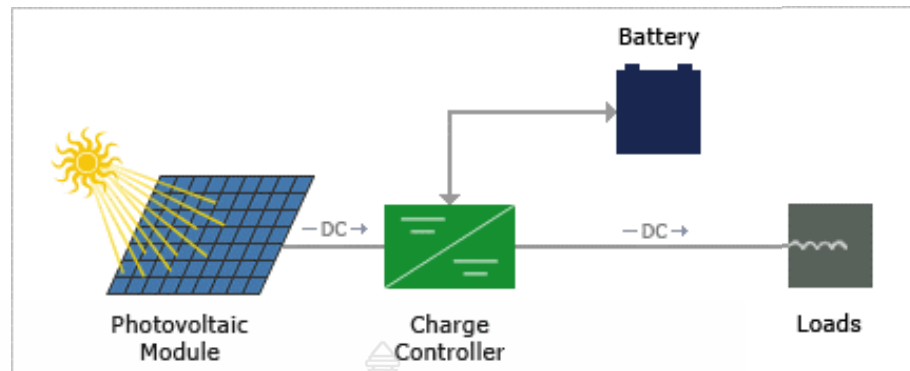 Battery
– DC →
– DC →
Photovoltaic
Module
Charge
Controller
Loads